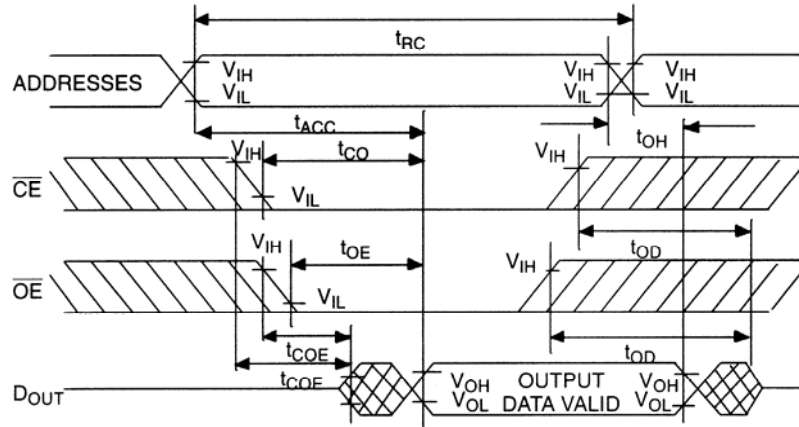 tRC
ADDRESSES
VIH
VIL
VIH
VIL
VIH
VIL
tACC
tOH
CE
VIH
tCO
VIL
VIH
OE
VIH
tOE
VIL
VIH
tOD
tCOE
tOD
tCOE
DOUT
VOH
VOL
OUTPUT
DATA VALID
VOH
VOL